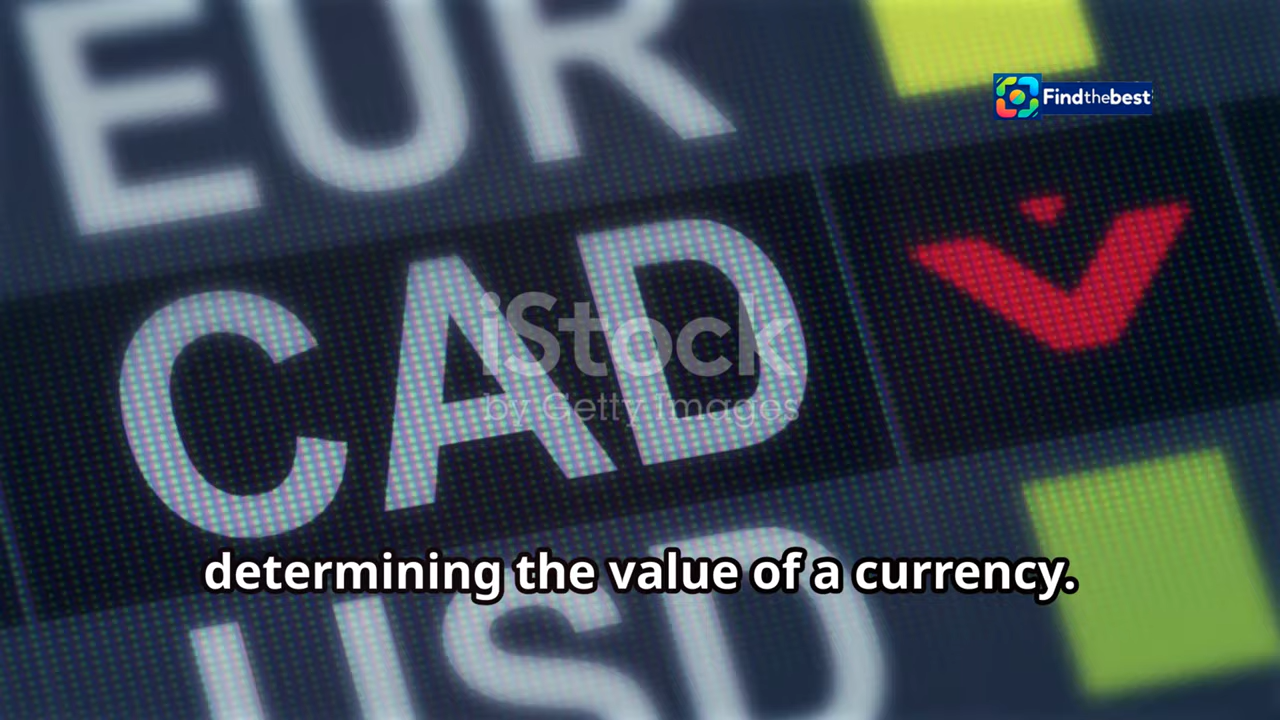 EUR
Findthebest
CAD
iStock
by Getty Images
determining the value of a currency.
USD